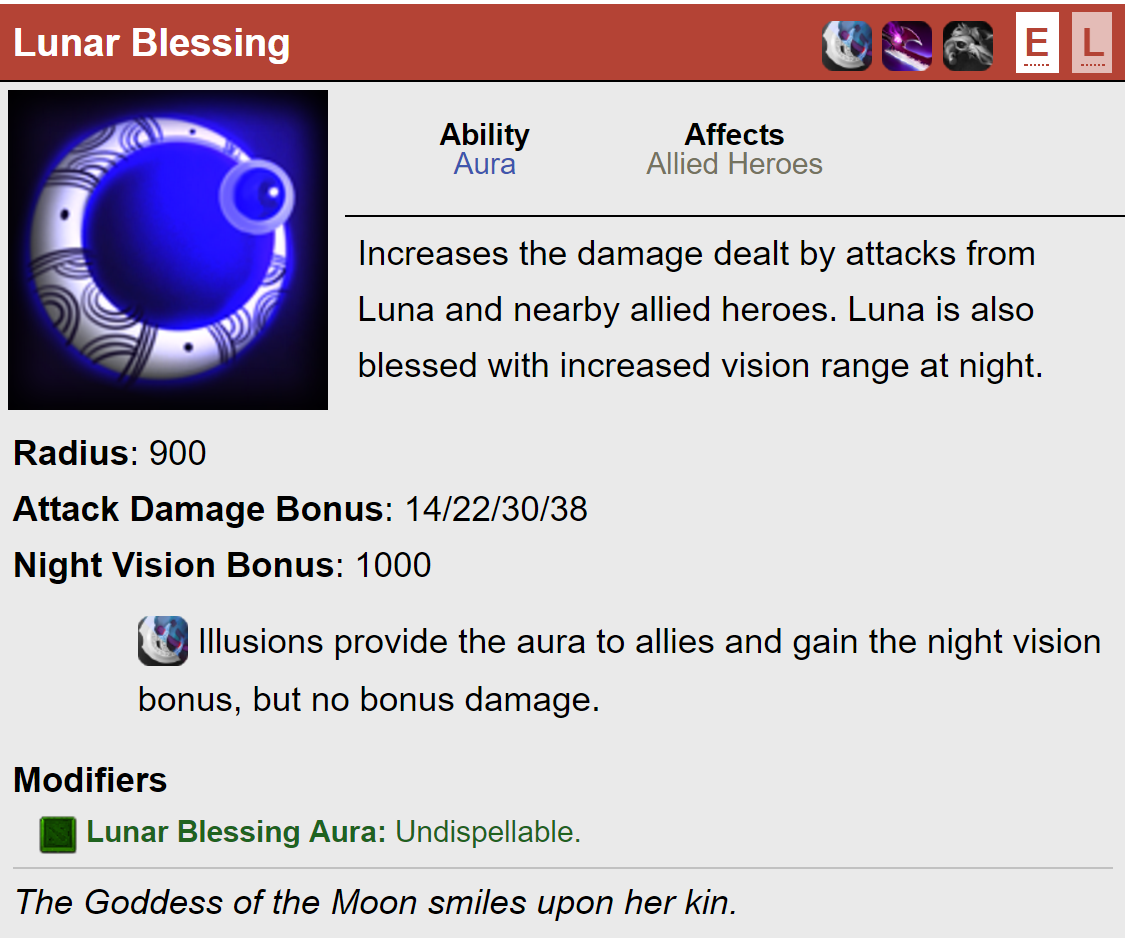 Lunar Blessing
E L
Ability
Aura
Affects
Allied Heroes
Increases the damage dealt by attacks from
Luna and nearby allied heroes. Luna is also
blessed with increased vision range at night.
Radius: 900
Attack Damage Bonus: 14/22/30/38
Night Vision Bonus: 1000
Illusions provide the aura to allies and gain the night vision
bonus, but no bonus damage.
Modifiers
Lunar Blessing Aura: Undispellable.
The Goddess of the Moon smiles upon her kin.